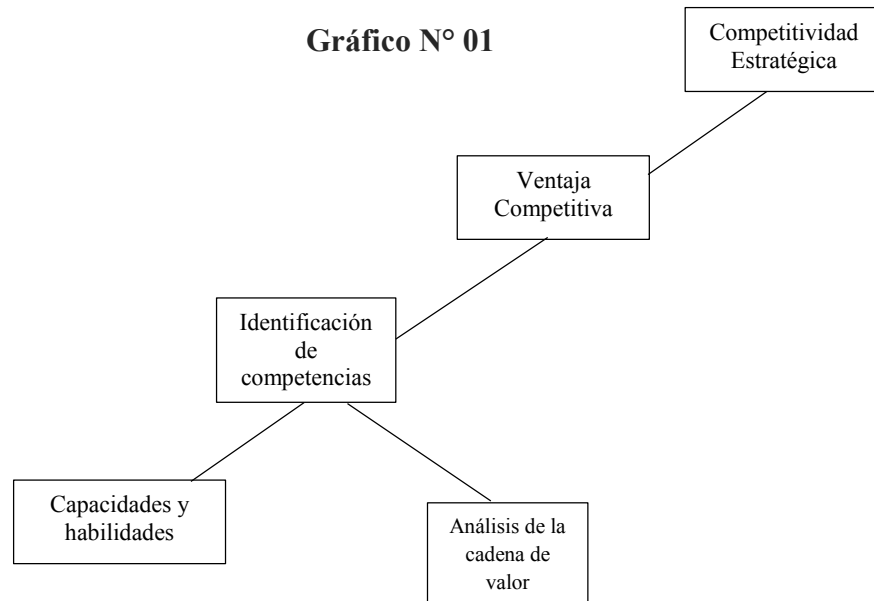 Gráfico N° 01
Competitividad
Estratégica
Ventaja
Competitiva
Identificación
de
competencias
Capacidades y
habilidades
Análisis de la
cadena de
valor